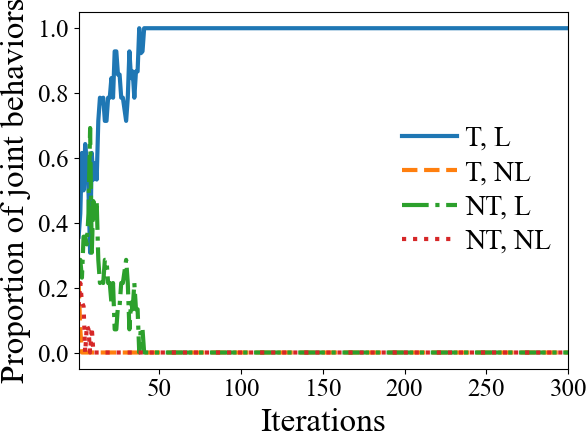 Proportion of joint behaviors
1.0
0.8
0.6
0.4
0.2
0.0
T, L
T, NL
NT, L
NT, NL
50 100 150 200 250 300
Iterations